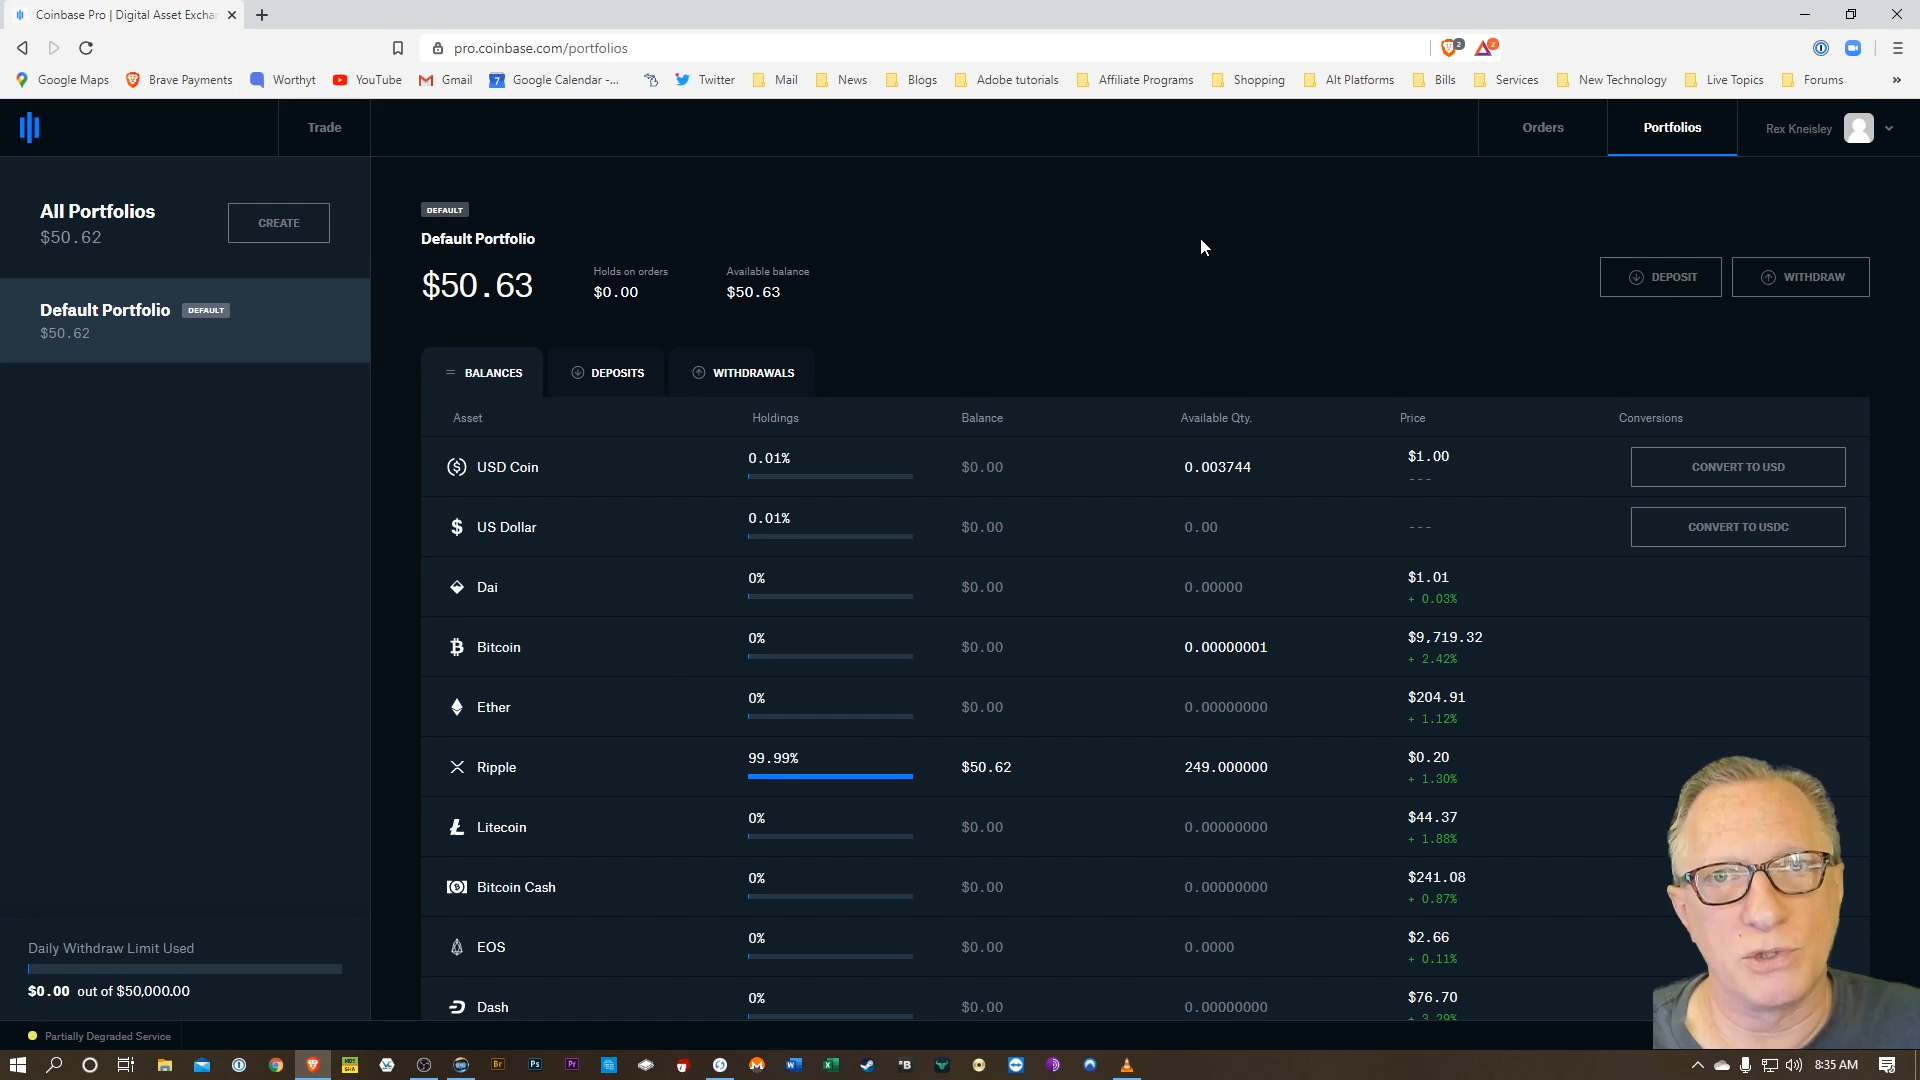 Coinbase Pro | Digital Asset Excha
pro.coinbase.com/portfolios
2
2
Google Maps
Brave Payments
Worthyt
YouTube
Gmail
7
Google Calendar -...
Twitter
Mail
News
Blogs
Adobe tutorials
Affiliate Programs
Shopping
Alt Platforms
Bills
Services
New Technology
Live Topics
Forums
»
Trade
Orders
Portfolios
Rex Kneisley
All Portfolios
$50.62
CREATE
Default Portfolio DEFAULT
$50.62
DEFAULT
Default Portfolio
$50.63
Holds on orders
$0.00
Available balance
$50.63
DEPOSIT
WITHDRAW
BALANCES
DEPOSITS
WITHDRAWALS
Asset Holdings Balance Available Qty. Price Conversions
USD Coin 0.01% $0.00 0.003744 $1.00 --- CONVERT TO USD
US Dollar 0.01% $0.00 0.00 --- CONVERT TO USDC
Dai 0% $0.00 0.00000 $1.01 + 0.03%
Bitcoin 0% $0.00 0.00000001 $9,719.32 + 2.42%
Ether 0% $0.00 0.00000000 $204.91 + 1.12%
Ripple 99.99% $50.62 249.000000 $0.20 + 1.30%
Litecoin 0% $0.00 0.00000000 $44.37 + 1.88%
Bitcoin Cash 0% $0.00 0.00000000 $241.08 + 0.87%
EOS 0% $0.00 0.0000 $2.66 + 0.11%
Dash 0% $0.00 0.00000000 $76.70 + 3.29%
Daily Withdraw Limit Used
$0.00 out of $50,000.00
Partially Degraded Service
Br
Ps
Pr
8:35 AM